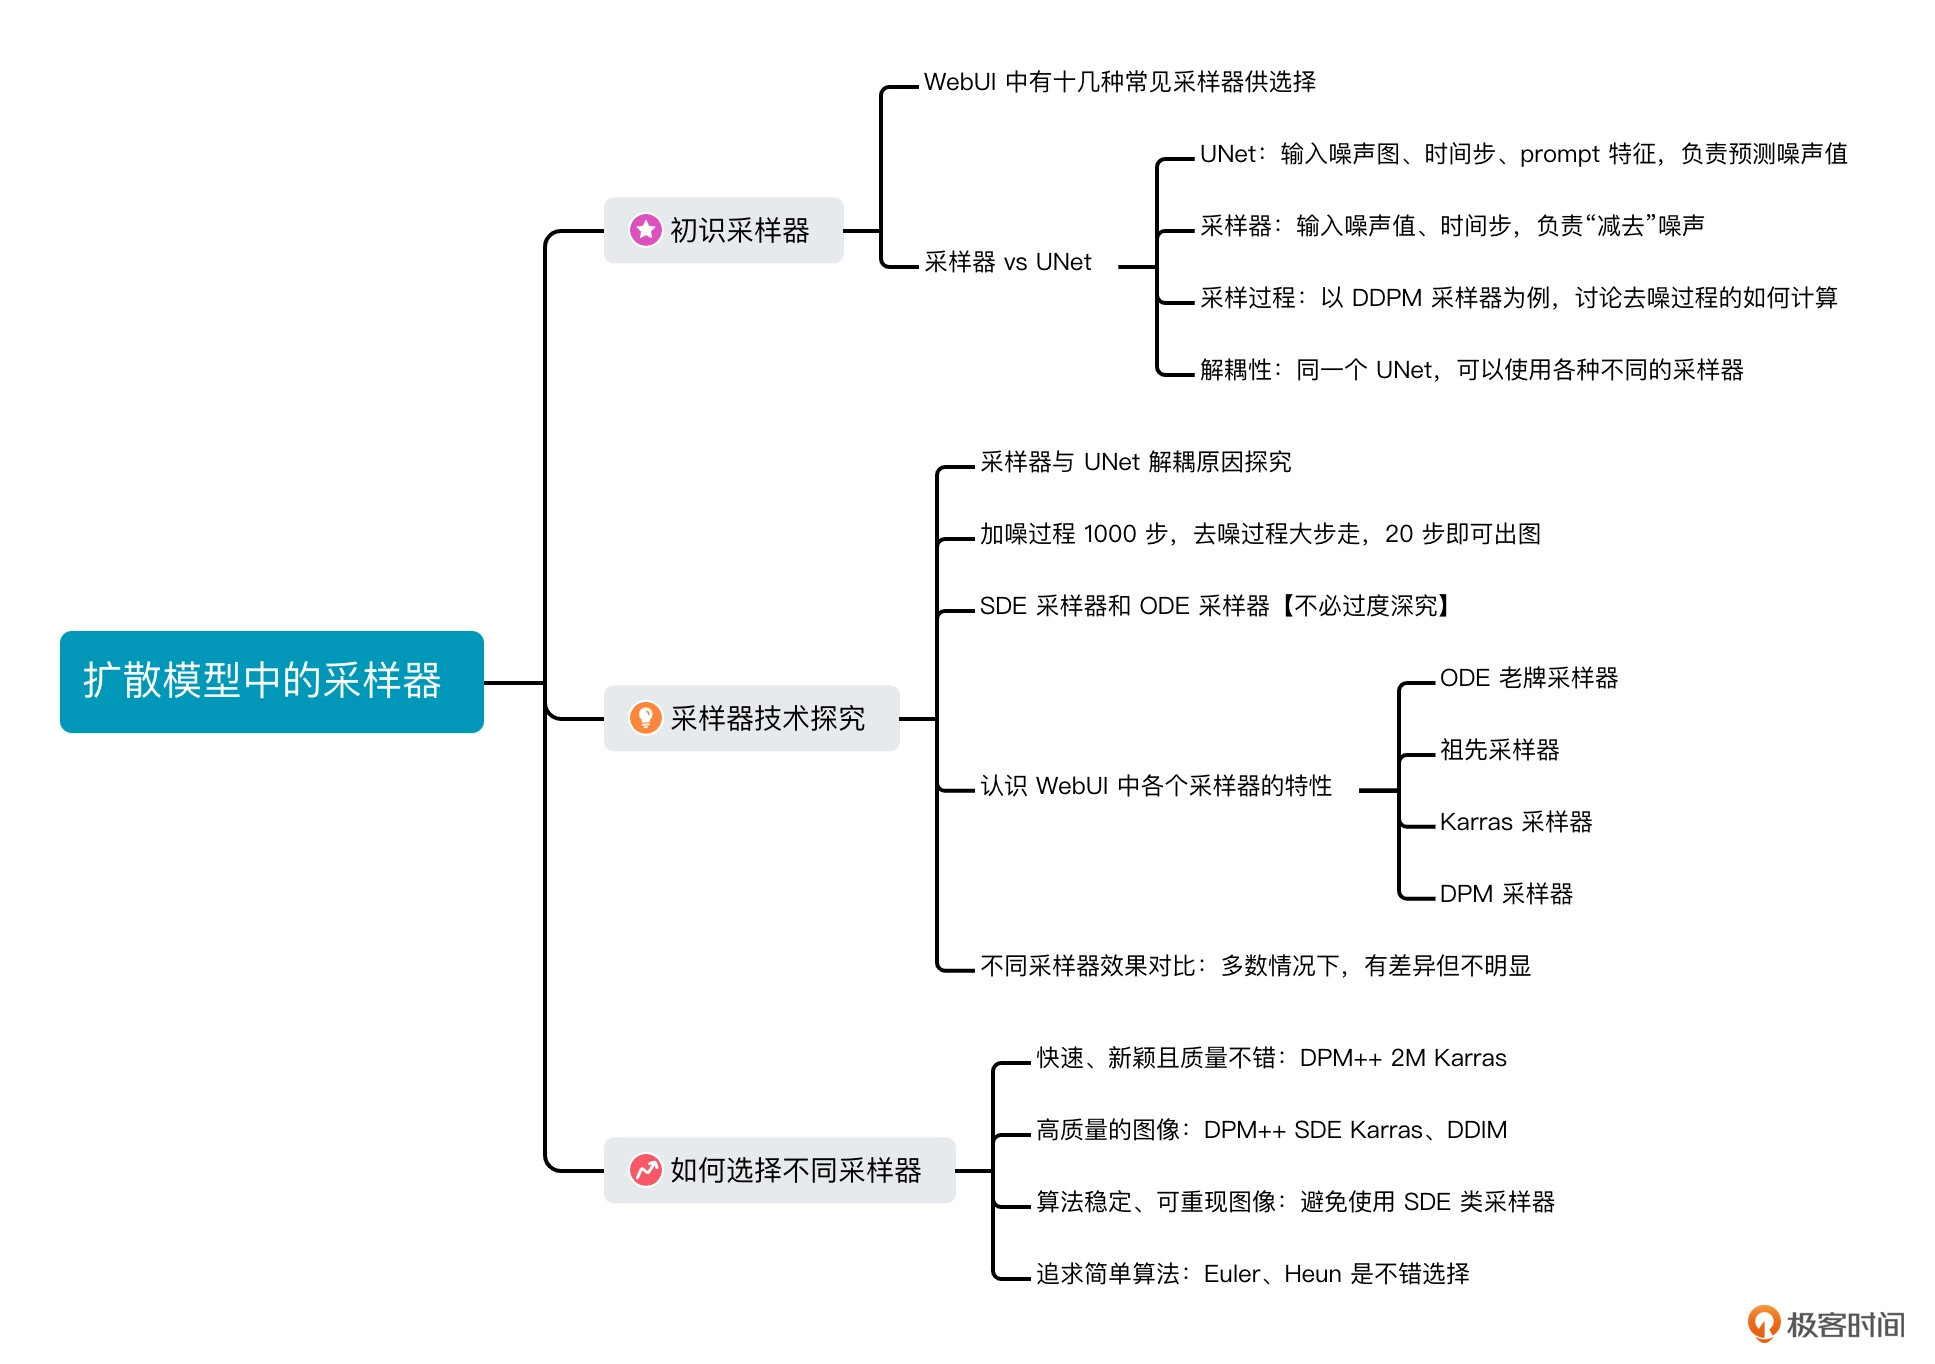 扩散模型中的采样器
初识采样器
WebUI 中有十几种常见采样器供选择
采样器 vs UNet
UNet：输入噪声图、时间步、prompt 特征，负责预测噪声值
采样器：输入噪声值、时间步，负责“减去”噪声
采样过程：以 DDPM 采样器为例，讨论去噪过程的如何计算
解耦性：同一个 UNet，可以使用各种不同的采样器
采样器技术探究
采样器与 UNet 解耦原因探究
加噪过程 1000 步，去噪过程大步走，20 步即可出图
SDE 采样器和 ODE 采样器【不必过度深究】
认识 WebUI 中各个采样器的特性
ODE 老牌采样器
祖先采样器
Karras 采样器
DPM 采样器
不同采样器效果对比：多数情况下，有差异但不明显
如何选择不同采样器
快速、新颖且质量不错：DPM++ 2M Karras
高质量的图像：DPM++ SDE Karras、DDIM
算法稳定、可重现图像：避免使用 SDE 类采样器
追求简单算法：Euler、Heun 是不错选择
极客时间